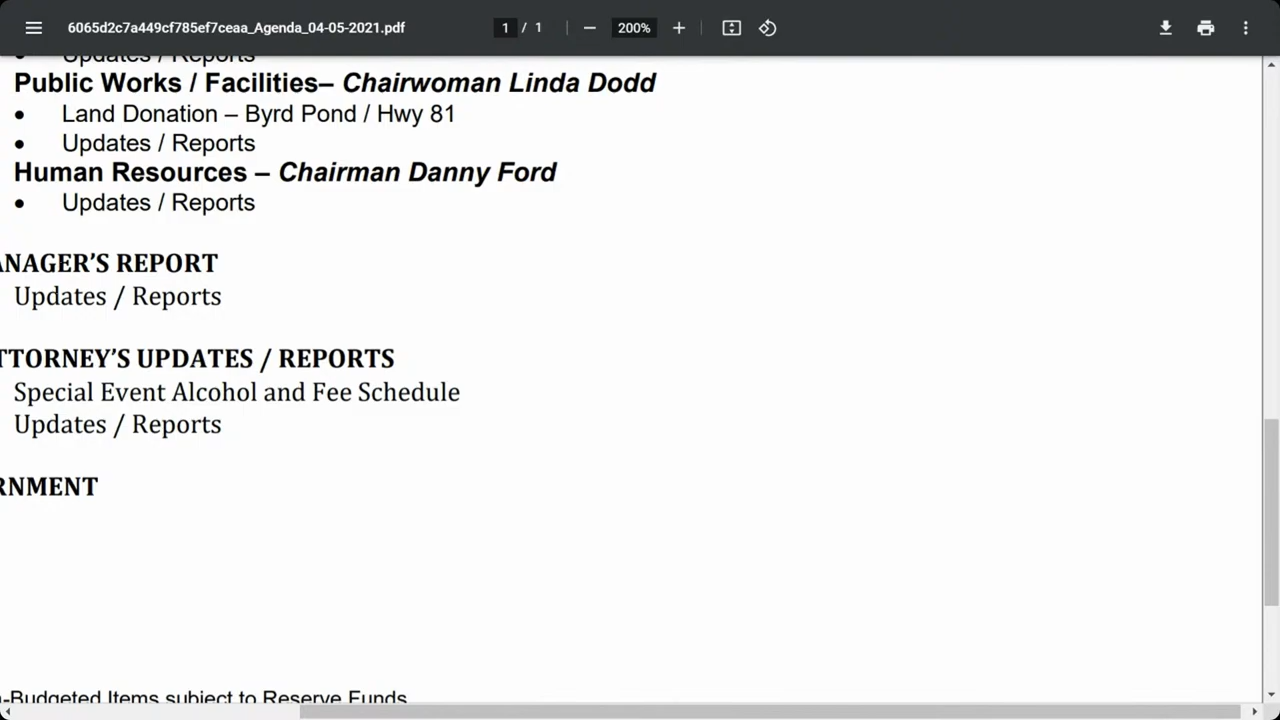 6065d2c7a449cf785ef7ceaa_Agenda_04-05-2021.pdf 1 / 1 200%
• Updates / Reports
Public Works / Facilities– Chairwoman Linda Dodd
• Land Donation – Byrd Pond / Hwy 81
• Updates / Reports
Human Resources – Chairman Danny Ford
• Updates / Reports
ANAGER’S REPORT
Updates / Reports
TTORNEY’S UPDATES / REPORTS
Special Event Alcohol and Fee Schedule
Updates / Reports
RNMENT
-Budgeted Items subject to Reserve Funds